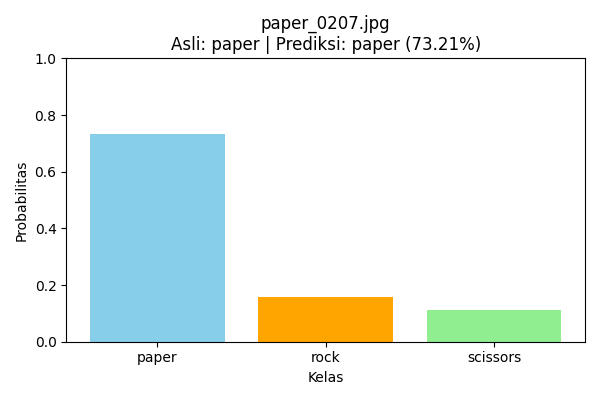 paper_0207.jpg
Asli: paper | Prediksi: paper (73.21%)
1.0
0.8
0.6
0.4
0.2
0.0
Probabilitas
paper rock scissors
Kelas